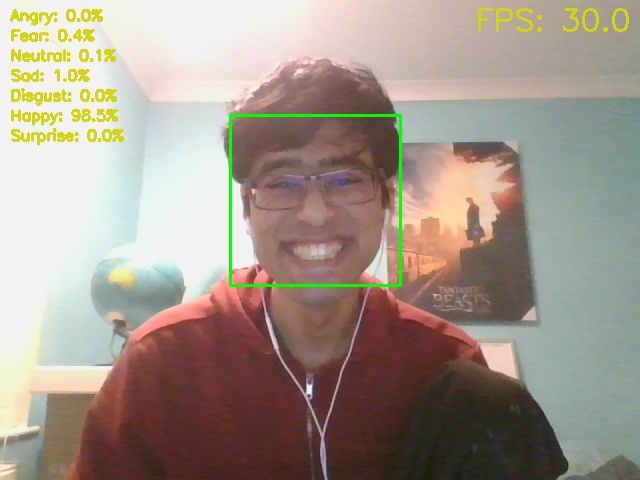 Angry: 0.0%
Fear: 0.4%
Neutral: 0.1%
Sad: 1.0%
Disgust: 0.0%
Happy: 98.5%
Surprise: 0.0%
FPS: 30.0
FANTASTIC
BEASTS